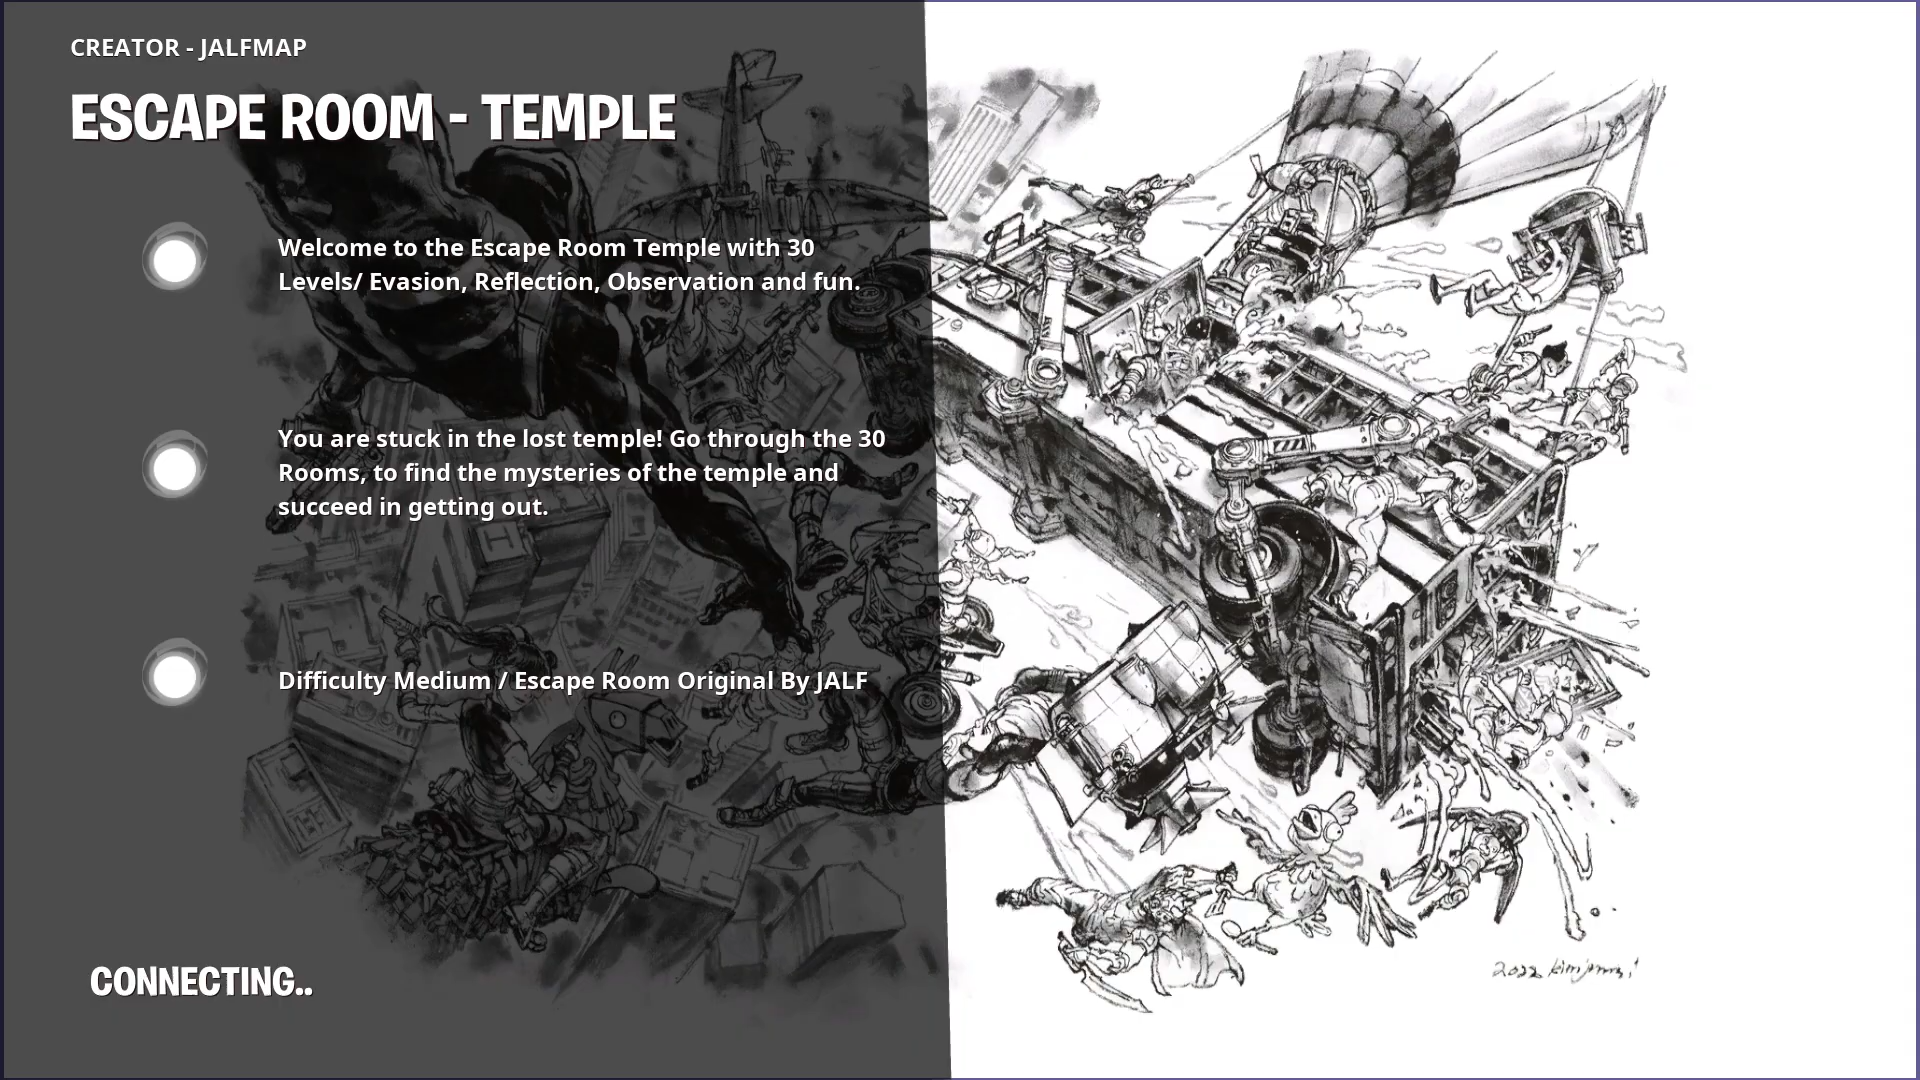 CREATOR - JALFMAP
ESCAPE ROOM - TEMPLE
Welcome to the Escape Room Temple with 30
Levels/ Evasion, Reflection, Observation and fun.
You are stuck in the lost temple! Go through the 30
Rooms, to find the mysteries of the temple and
succeed in getting out.
Difficulty Medium / Escape Room Original By JALF
CONNECTING..
2022